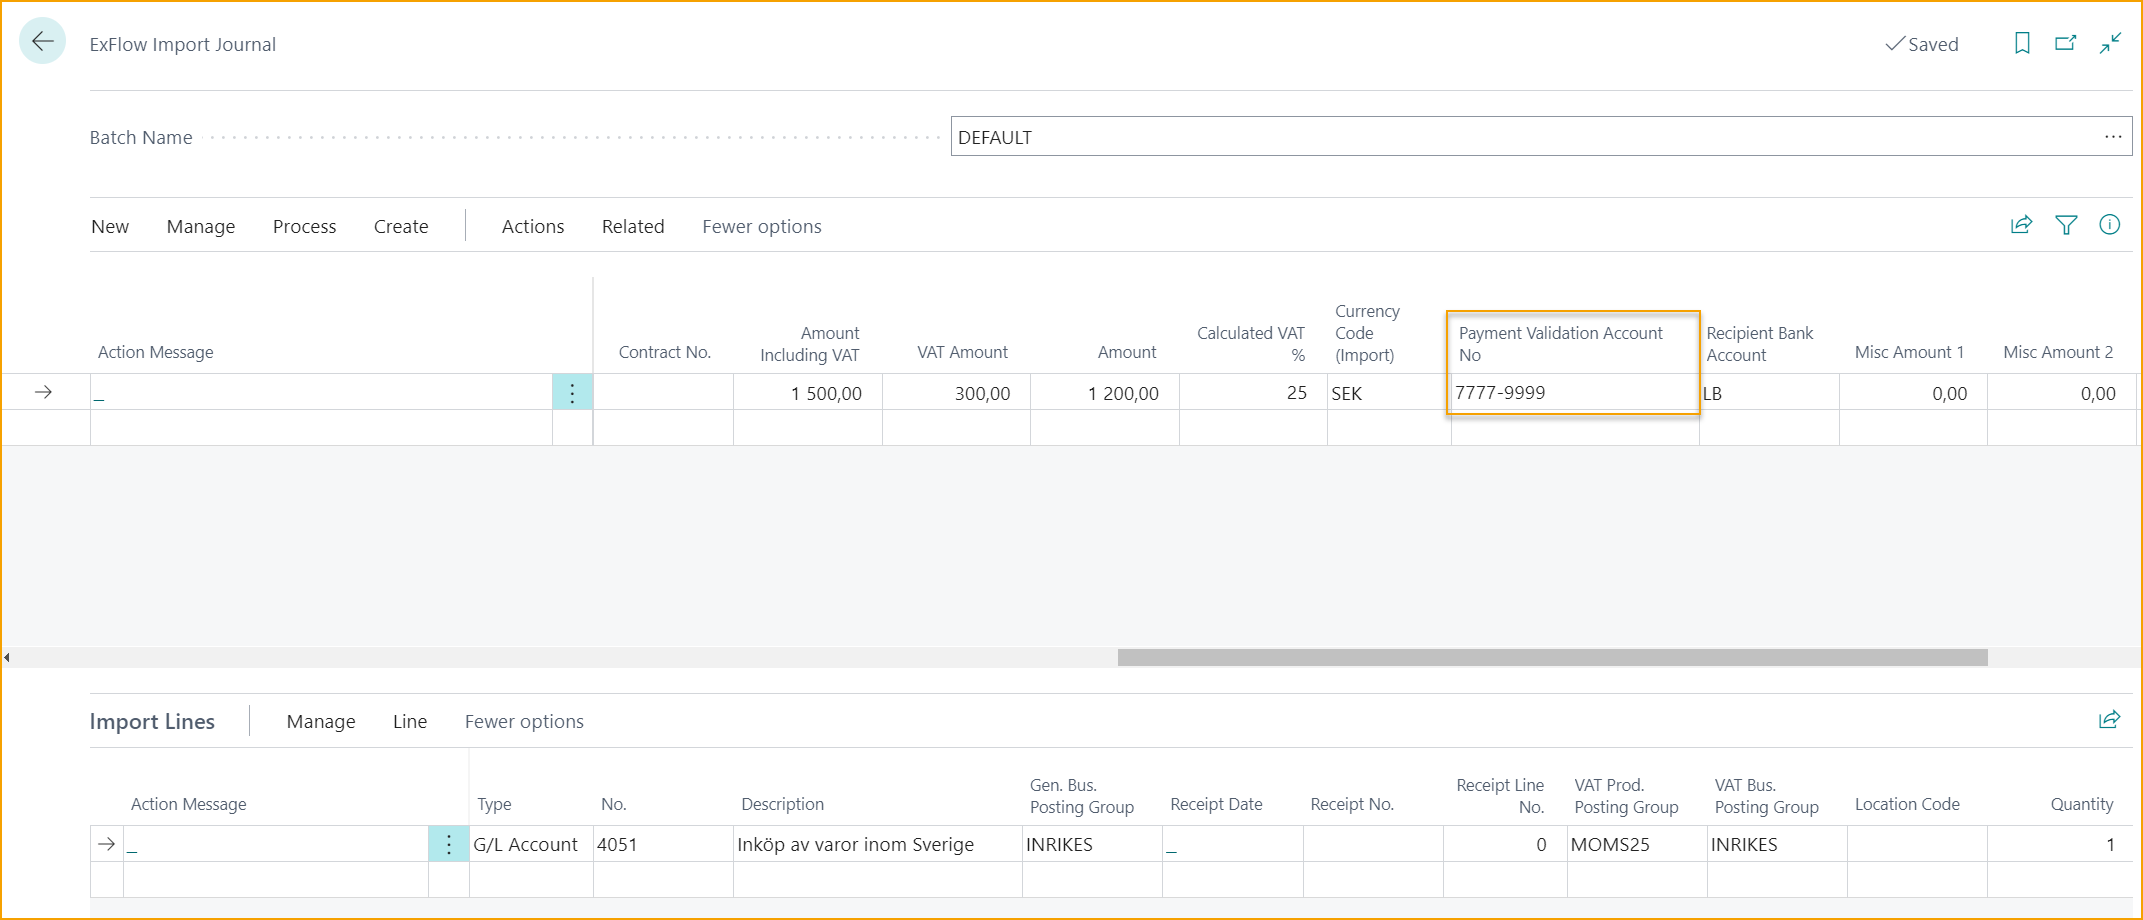 ExFlow Import Journal
Saved
Batch Name
DEFAULT
New Manage Process Create Actions Related Fewer options
Action Message
Contract No.
Amount
Including VAT
VAT Amount
Amount
Calculated VAT
%
Currency
Code
(Import)
Payment Validation Account
No
Recipient Bank
Account
Misc Amount 1
Misc Amount 2
_ 1 500,00 300,00 1 200,00 25 SEK 7777-9999 LB 0,00 0,00
Import Lines Manage Line Fewer options
Action Message
Type
No.
Description
Gen. Bus.
Posting Group
Receipt Date
Receipt No.
Receipt Line
No.
VAT Prod.
Posting Group
VAT Bus.
Posting Group
Location Code
Quantity
_ G/L Account 4051 Inköp av varor inom Sverige INRIKES _ 0 MOMS25 INRIKES 1